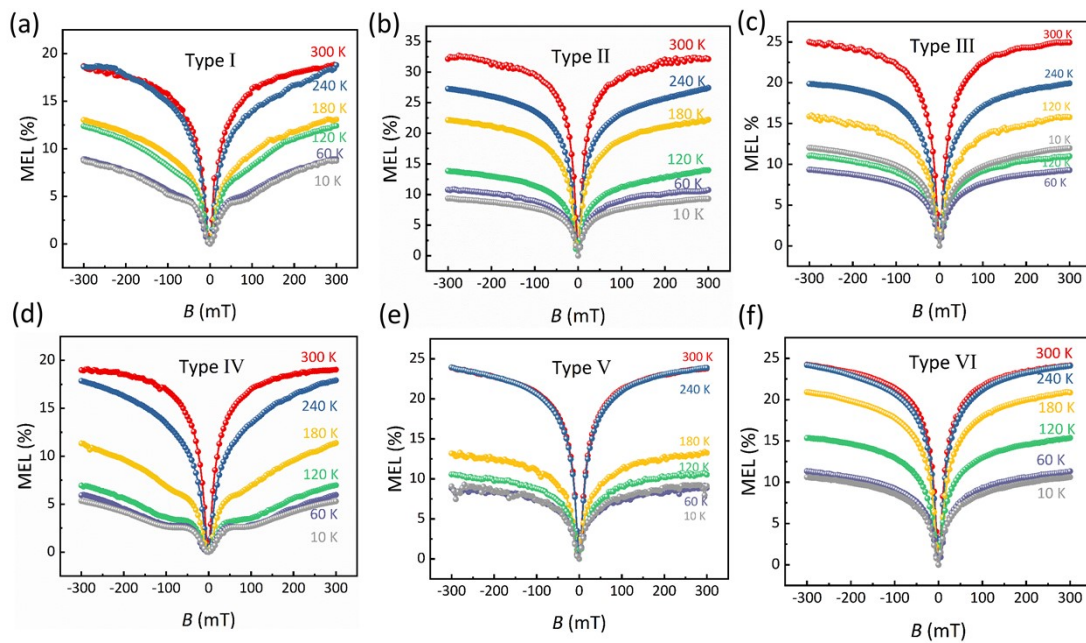 (a)
Type I
300 K
240 K
180 K
120 K
60 K
10 K
MEL (%)
20
15
10
5
0
-300 -200 -100 0 100 200 300
B (mT)
(b)
Type II
300 K
240 K
180 K
120 K
60 K
10 K
MEL (%)
35
30
25
20
15
10
5
0
-300 -200 -100 0 100 200 300
B (mT)
(c)
Type III
300 K
240 K
120 K
10 K
120 K
60 K
MEL %
25
20
15
10
5
0
-300 -200 -100 0 100 200 300
B (mT)
(d)
Type IV
300 K
240 K
180 K
120 K
60 K
10 K
MEL (%)
20
15
10
5
0
-300 -200 -100 0 100 200 300
B (mT)
(e)
Type V
300 K
240 K
180 K
120 K
60 K
10 K
MEL (%)
25
20
15
10
5
0
-300 -200 -100 0 100 200 300
B (mT)
(f)
Type VI
300 K
240 K
180 K
120 K
60 K
10 K
MEL (%)
25
20
15
10
5
0
-300 -200 -100 0 100 200 300
B (mT)